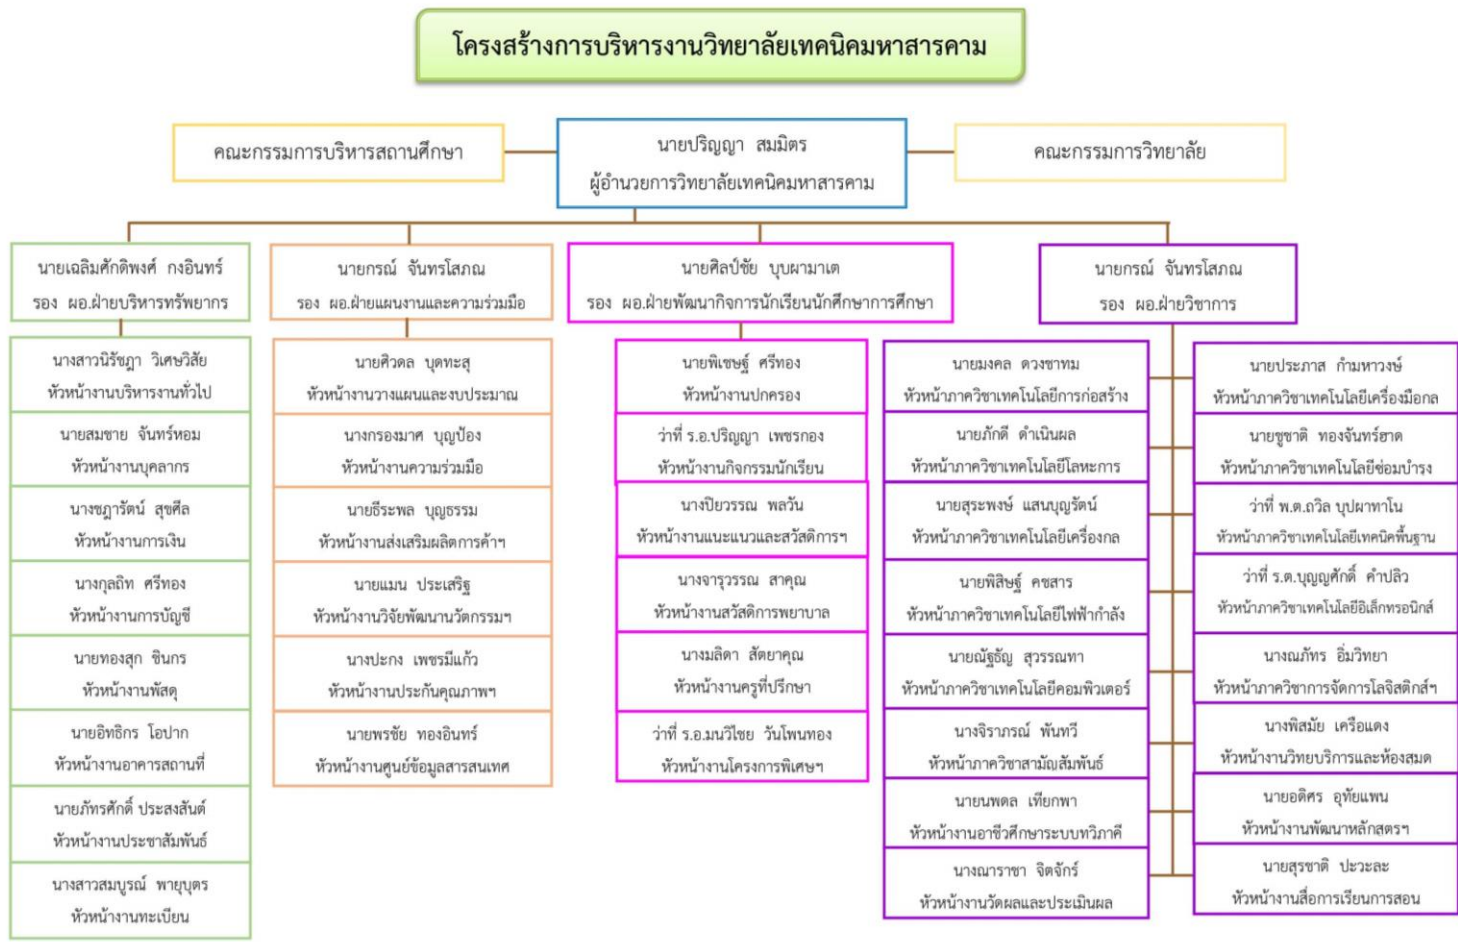 โครงสร้างการบริหารงานวิทยาลัยเทคนิคมหาสารคาม
คณะกรรมการบริหารสถานศึกษา
นายปริญญา สมมิตร
ผู้อำนวยการวิทยาลัยเทคนิคมหาสารคาม
คณะกรรมการวิทยาลัย
นายเฉลิมศักดิพงศ์ กงอินทร์
รอง ผอ.ฝ่ายบริหารทรัพยากร
นายกรณ์ จันทรโสภณ
รอง ผอ.ฝ่ายแผนงานและความร่วมมือ
นายศิลป์ชัย บุบผามาเต
รอง ผอ.ฝ่ายพัฒนากิจการนักเรียนนักศึกษาการศึกษา
นายกรณ์ จันทรโสภณ
รอง ผอ.ฝ่ายวิชาการ
นางสาวนิรัชฎา วิเศษวิสัย
หัวหน้างานบริหารงานทั่วไป
นายสมชาย จันทร์หอม
หัวหน้างานบุคลากร
นางชฎารัตน์ สุขศีล
หัวหน้างานการเงิน
นางกุลถิท ศรีทอง
หัวหน้างานการบัญชี
นายทองสุก ชินกร
หัวหน้างานพัสดุ
นายอิทธิกร โอปาก
หัวหน้างานอาคารสถานที่
นายภัทรศักดิ์ ประสงสันต์
หัวหน้างานประชาสัมพันธ์
นางสาวสมบูรณ์ พายุบุตร
หัวหน้างานทะเบียน
นายศิวดล บุดทะสุ
หัวหน้างานวางแผนและงบประมาณ
นางกรองมาศ บุญป้อง
หัวหน้างานความร่วมมือ
นายธีระพล บุญธรรม
หัวหน้างานส่งเสริมผลิตการค้าฯ
นายแมน ประเสริฐ
หัวหน้างานวิจัยพัฒนานวัตกรรมฯ
นางปะกง เพชรมีแก้ว
หัวหน้างานประกันคุณภาพฯ
นายพรชัย ทองอินทร์
หัวหน้างานศูนย์ข้อมูลสารสนเทศ
นายพิเชษฐ์ ศรีทอง
หัวหน้างานปกครอง
ว่าที่ ร.อ.ปริญญา เพชรกอง
หัวหน้างานกิจกรรมนักเรียน
นางปิยวรรณ พลวัน
หัวหน้างานแนะแนวและสวัสดิการฯ
นางจารุวรรณ สาคุณ
หัวหน้างานสวัสดิการพยาบาล
นางมลิดา สัตยาคุณ
หัวหน้างานครูที่ปรึกษา
ว่าที่ ร.อ.มนวิไชย วันโพนทอง
หัวหน้างานโครงการพิเศษฯ
นายมงคล ดวงชาทม
หัวหน้าภาควิชาเทคโนโลยีการก่อสร้าง
นายภักดี ดำเนินผล
หัวหน้าภาควิชาเทคโนโลยีโลหะการ
นายสุระพงษ์ แสนบุญรัตน์
หัวหน้าภาควิชาเทคโนโลยีเครื่องกล
นายพิสิษฐ์ คชสาร
หัวหน้าภาควิชาเทคโนโลยีไฟฟ้ากำลัง
นายณัฐธัญ สุวรรณทา
หัวหน้าภาควิชาเทคโนโลยีคอมพิวเตอร์
นางจิราภรณ์ พันทวี
หัวหน้าภาควิชาสามัญสัมพันธ์
นายนพดล เทียกพา
หัวหน้างานอาชีวศึกษาระบบทวิภาคี
นางณาราชา จิตจักร์
หัวหน้างานวัดผลและประเมินผล
นายประภาส กำมหาวงษ์
หัวหน้าภาควิชาเทคโนโลยีเครื่องมือกล
นายชูชาติ ทองจันทร์ฮาด
หัวหน้าภาควิชาเทคโนโลยีซ่อมบำรุง
ว่าที่ พ.ต.ถวิล บุปผาทาโน
หัวหน้าภาควิชาเทคโนโลยีเทคนิคพื้นฐาน
ว่าที่ ร.ต.บุญญศักดิ์ คำปลิว
หัวหน้าภาควิชาเทคโนโลยีอิเล็กทรอนิกส์
นางณภัทร อิ่มวิทยา
หัวหน้าภาควิชาการจัดการโลจิสติกส์ฯ
นางพิสมัย เครือแดง
หัวหน้างานวิทยบริการและห้องสมุด
นายอดิศร อุทัยแพน
หัวหน้างานพัฒนาหลักสูตรฯ
นายสุรชาติ ปะวะละ
หัวหน้างานสื่อการเรียนการสอน